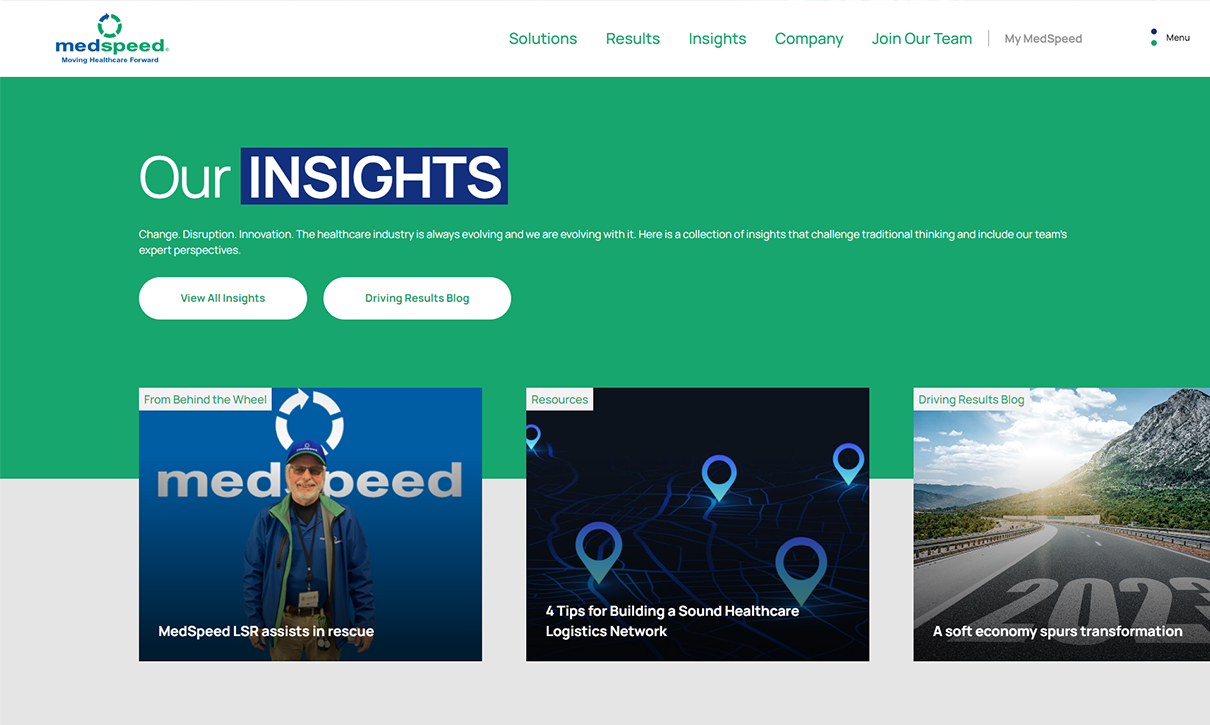 medspeed®
Moving Healthcare Forward
Solutions
Results
Insights
Company
Join Our Team
My MedSpeed
Menu
Our INSIGHTS
Change. Disruption. Innovation. The healthcare industry is always evolving and we are evolving with it. Here is a collection of insights that challenge traditional thinking and include our team's
expert perspectives.
View All Insights
Driving Results Blog
From Behind the Wheel
medspeed
MedSpeed LSR assists in rescue
Resources
4 Tips for Building a Sound Healthcare
Logistics Network
Driving Results Blog
2023
A soft economy spurs transformation